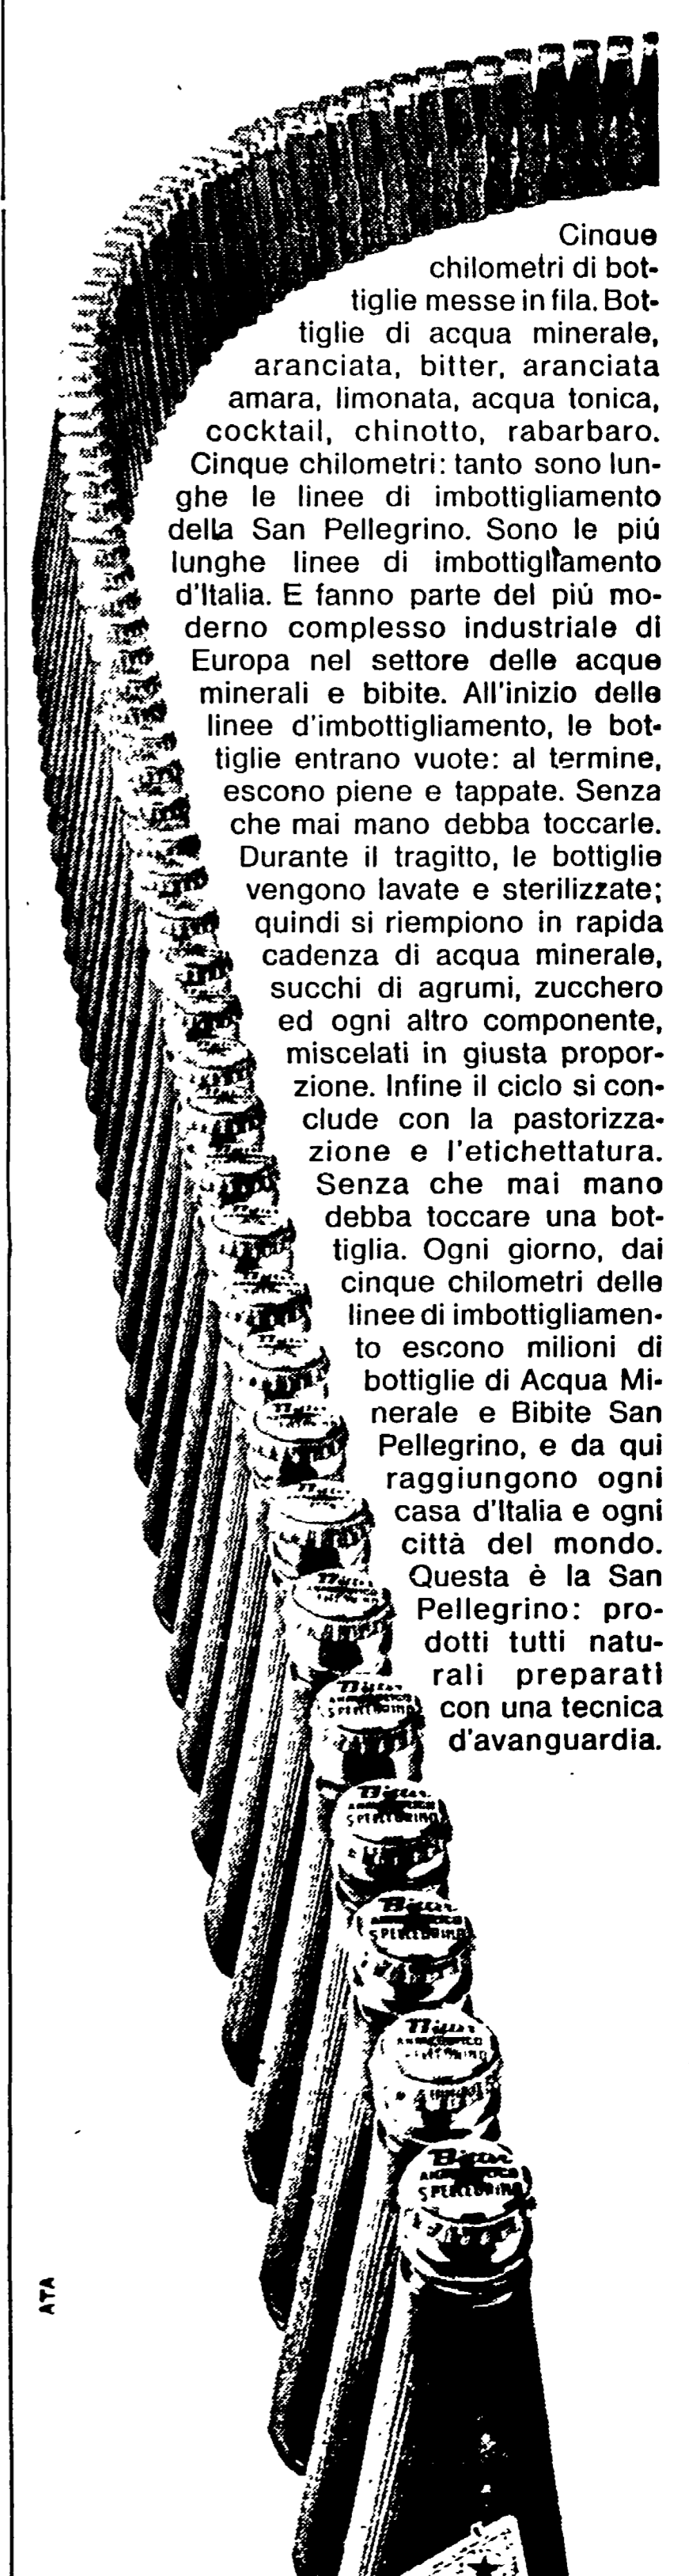 Cinque
chilometri di bot-
tiglie messe in fila. Bot-
tiglie di acqua minerale,
aranciata, bitter, aranciata
amara, limonata, acqua tonica,
cocktail, chinotto, rabarbaro.
Cinque chilometri: tanto sono lun-
ghe le linee di imbottigliamento
della San Pellegrino. Sono le piú
lunghe linee di imbottigliamento
d'Italia. E fanno parte del piú mo-
derno complesso industriale di
Europa nel settore delle acque
minerali e bibite. All'inizio delle
linee d'imbottigliamento, le bot-
tiglie entrano vuote: al termine,
escono piene e tappate. Senza
che mai mano debba toccarle.
Durante il tragitto, le bottiglie
vengono lavate e sterilizzate;
quindi si riempiono in rapida
cadenza di acqua minerale,
succhi di agrumi, zucchero
ed ogni altro componente,
miscelati in giusta propor-
zione. Infine il ciclo si con-
clude con la pastorizza-
zione e l'etichettatura.
Senza che mai mano
debba toccare una bot-
tiglia. Ogni giorno, dai
cinque chilometri delle
linee di imbottigliamen-
to escono milioni di
bottiglie di Acqua Mi-
nerale e Bibite San
Pellegrino, e da qui
raggiungono ogni
casa d'Italia e ogni
città del mondo.
Questa è la San
Pellegrino: pro-
dotti tutti natu-
rali preparati
con una tecnica
d'avanguardia.
Bitter
S PELLEGRINO
Bitter
S PELLEGRINO
Bitter
Bitter
S PELLEGRINO
ATA